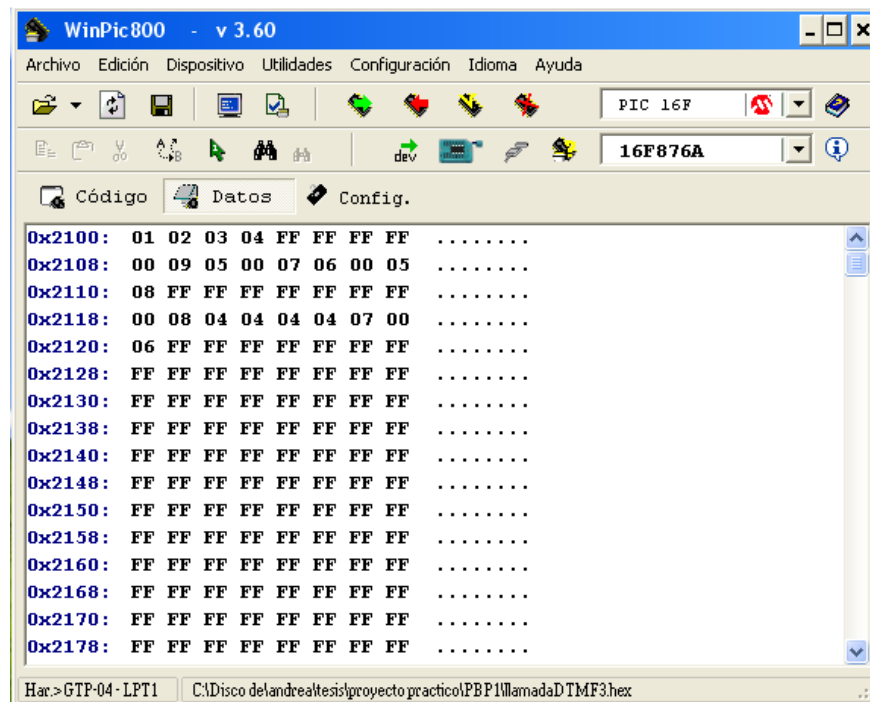 WinPic800 - v 3.60
Archivo Edición Dispositivo Utilidades Configuración Idioma Ayuda
PIC 16F
dev 16F876A
Código Datos Config.
0x2100: 01 02 03 04 FF FF FF FF ........
0x2108: 00 09 05 00 07 06 00 05 ........
0x2110: 08 FF FF FF FF FF FF FF ........
0x2118: 00 08 04 04 04 04 07 00 ........
0x2120: 06 FF FF FF FF FF FF FF ........
0x2128: FF FF FF FF FF FF FF FF ........
0x2130: FF FF FF FF FF FF FF FF ........
0x2138: FF FF FF FF FF FF FF FF ........
0x2140: FF FF FF FF FF FF FF FF ........
0x2148: FF FF FF FF FF FF FF FF ........
0x2150: FF FF FF FF FF FF FF FF ........
0x2158: FF FF FF FF FF FF FF FF ........
0x2160: FF FF FF FF FF FF FF FF ........
0x2168: FF FF FF FF FF FF FF FF ........
0x2170: FF FF FF FF FF FF FF FF ........
0x2178: FF FF FF FF FF FF FF FF ........
Har.>GTP-04 - LPT1 C:\Disco de\andrea\tesis\proyecto practico\PBP1\llamadaDTMF3.hex